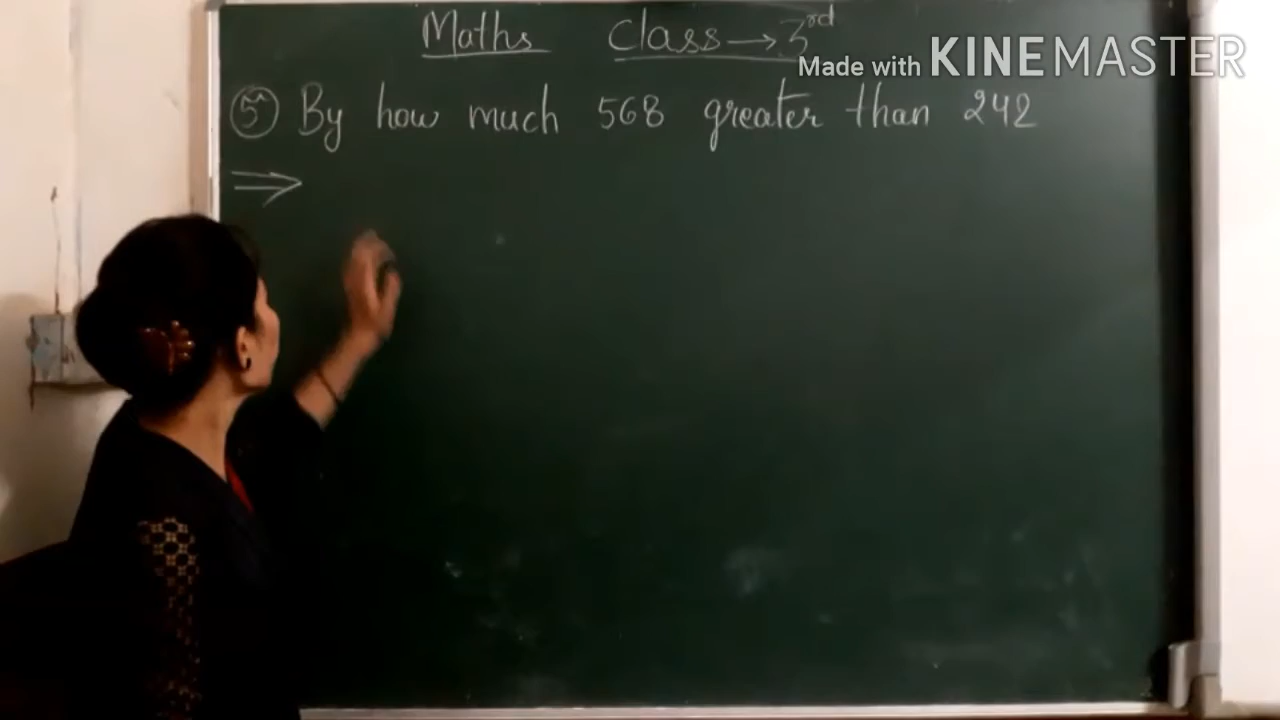 Maths Class → 3rd
Made with KINEMASTER
5 By how much 568 greater than 242
⇒